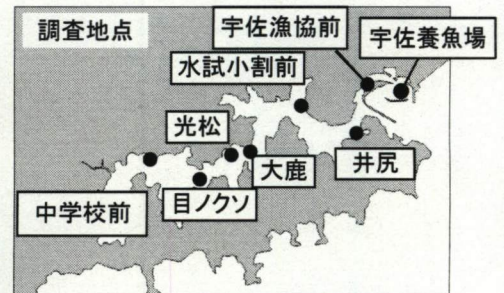 調査地点
宇佐漁協前
宇佐養魚場
水試小割前
光松
大鹿
井尻
目ノクソ
中学校前